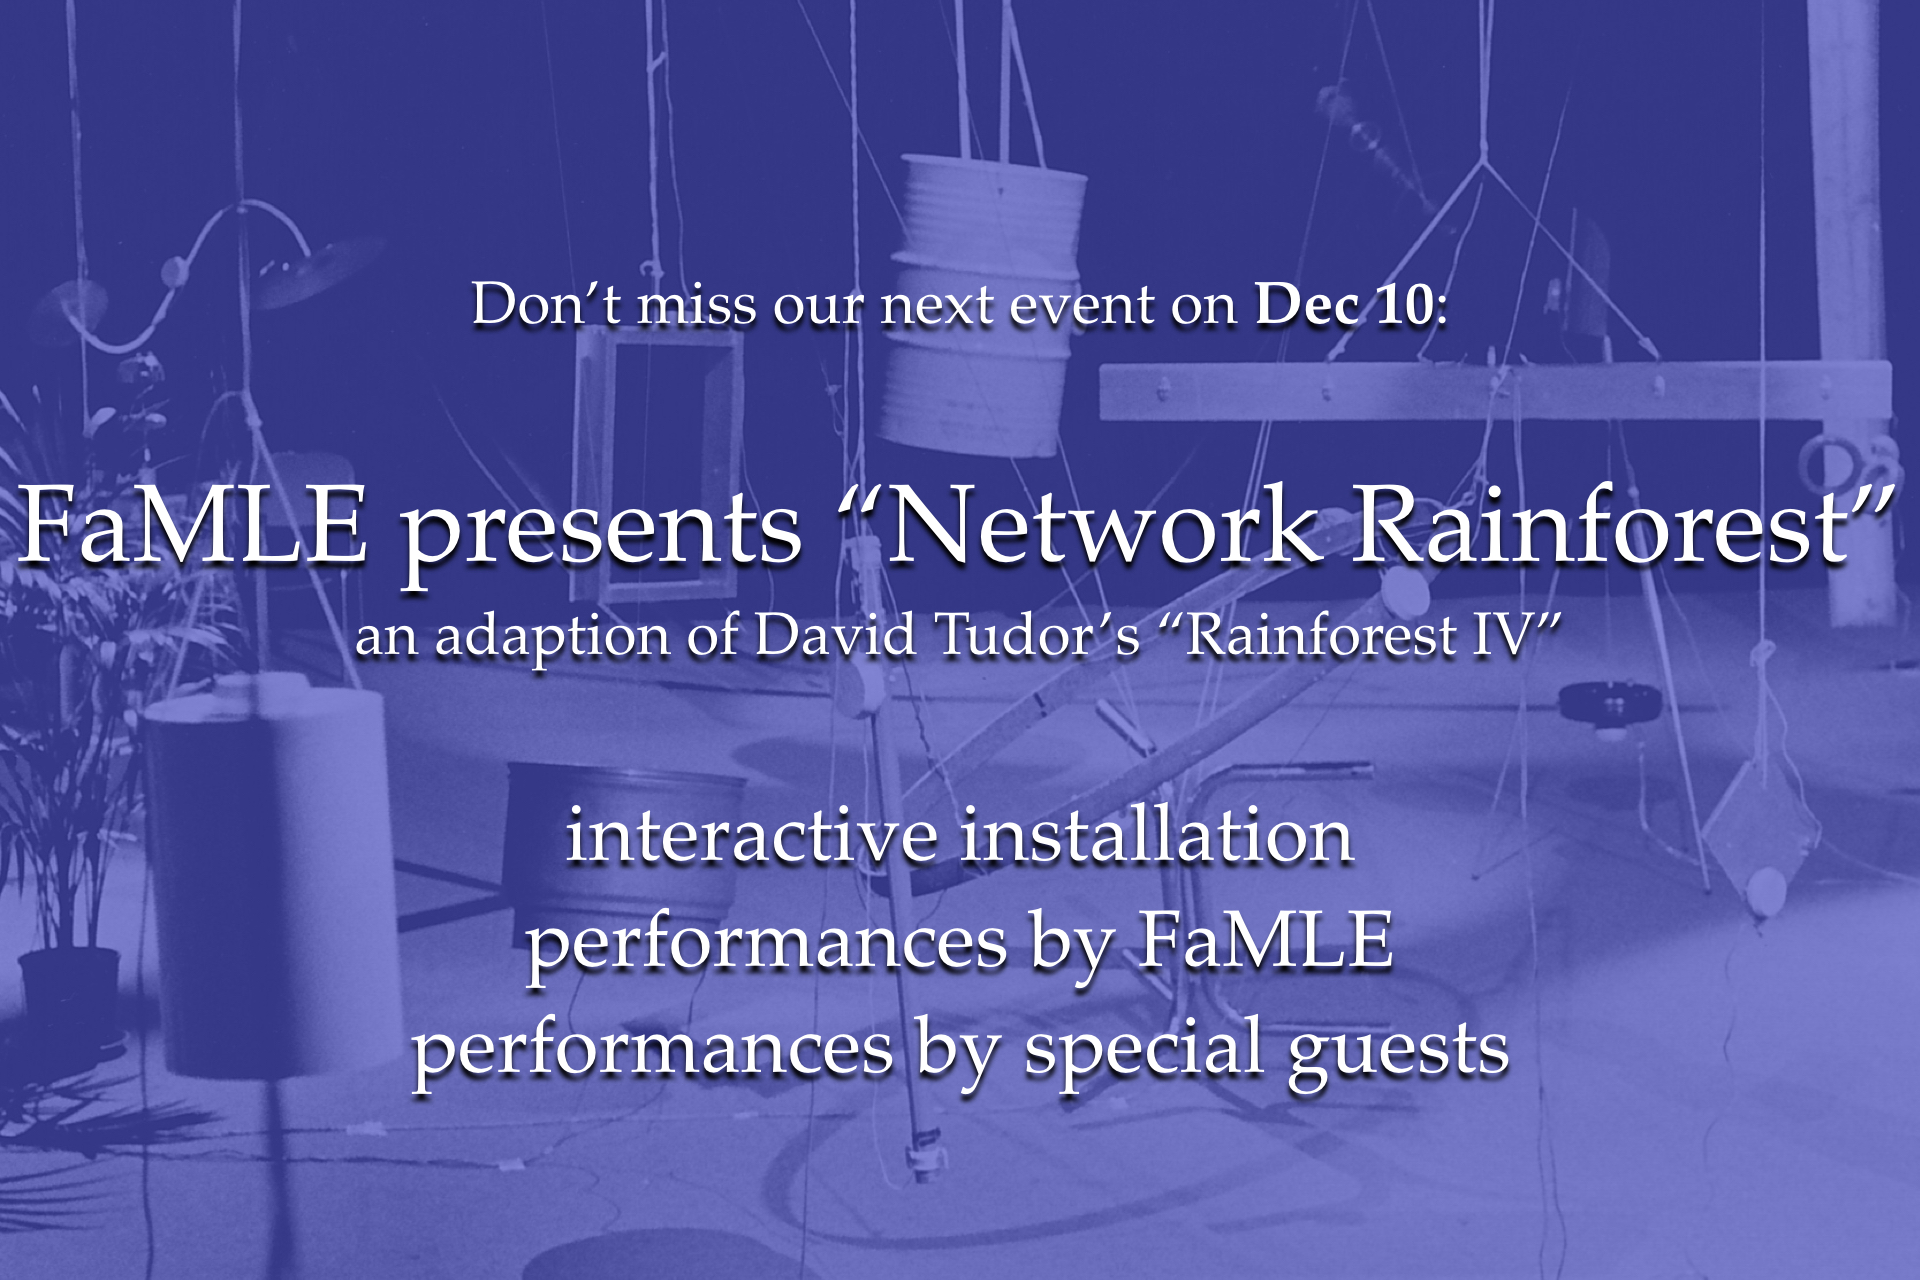 Don’t miss our next event on Dec 10:
FaMLE presents “Network Rainforest”
an adaption of David Tudor’s “Rainforest IV”
interactive installation
performances by FaMLE
performances by special guests